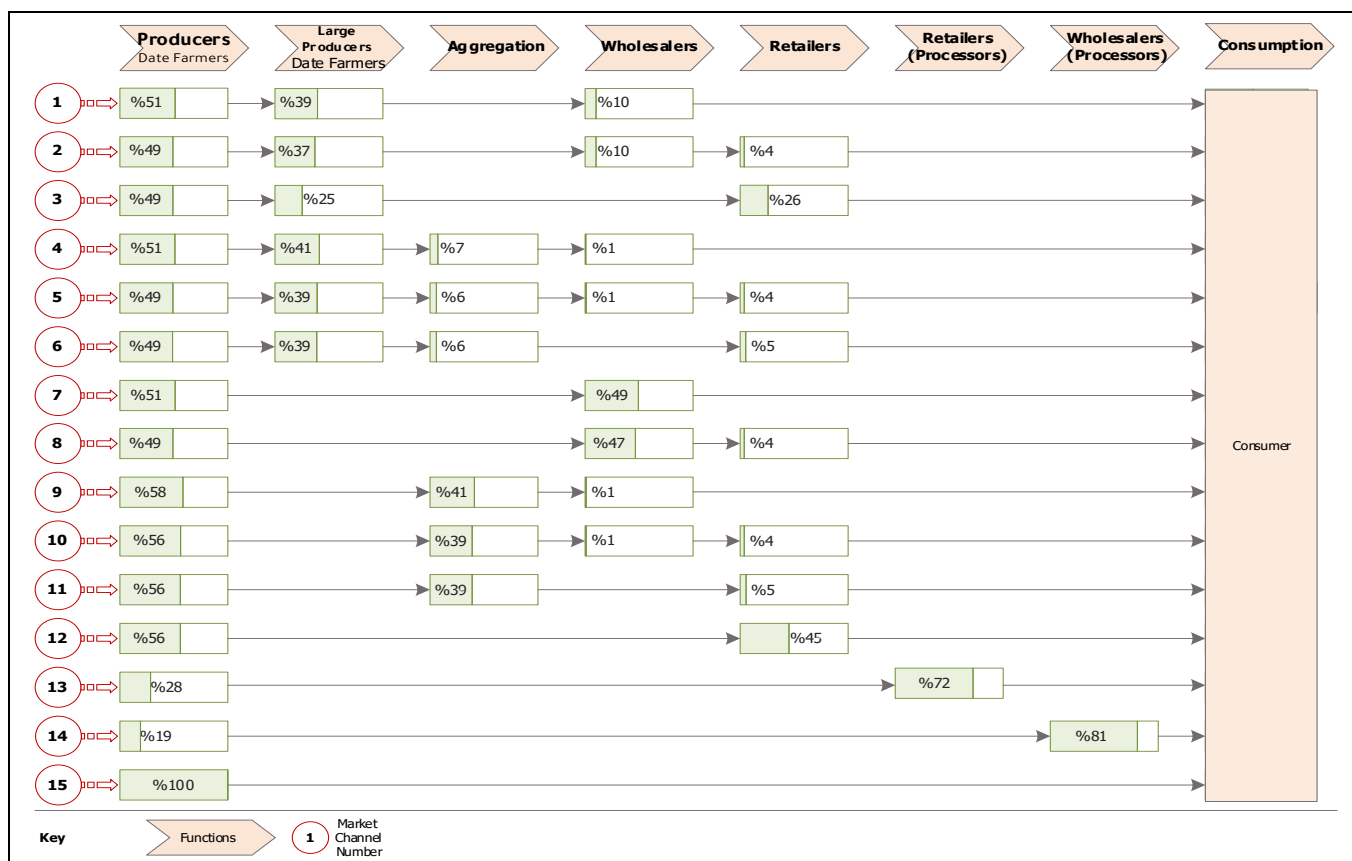 Producers
Date Farmers
Large
Producers
Date Farmers
Aggregation
Wholesalers
Retailers
Retailers
(Processors)
Wholesalers
(Processors)
Consumption
1 %51 %39 %10
2 %49 %37 %10 %4
3 %49 %25 %26
4 %51 %41 %7 %1
5 %49 %39 %6 %1 %4
6 %49 %39 %6 %5
7 %51 %49
8 %49 %47 %4
Consumer
9 %58 %41 %1
10 %56 %39 %1 %4
11 %56 %39 %5
12 %56 %45
13 %28 %72
14 %19 %81
15 %100
Key
Functions
1
Market
Channel
Number